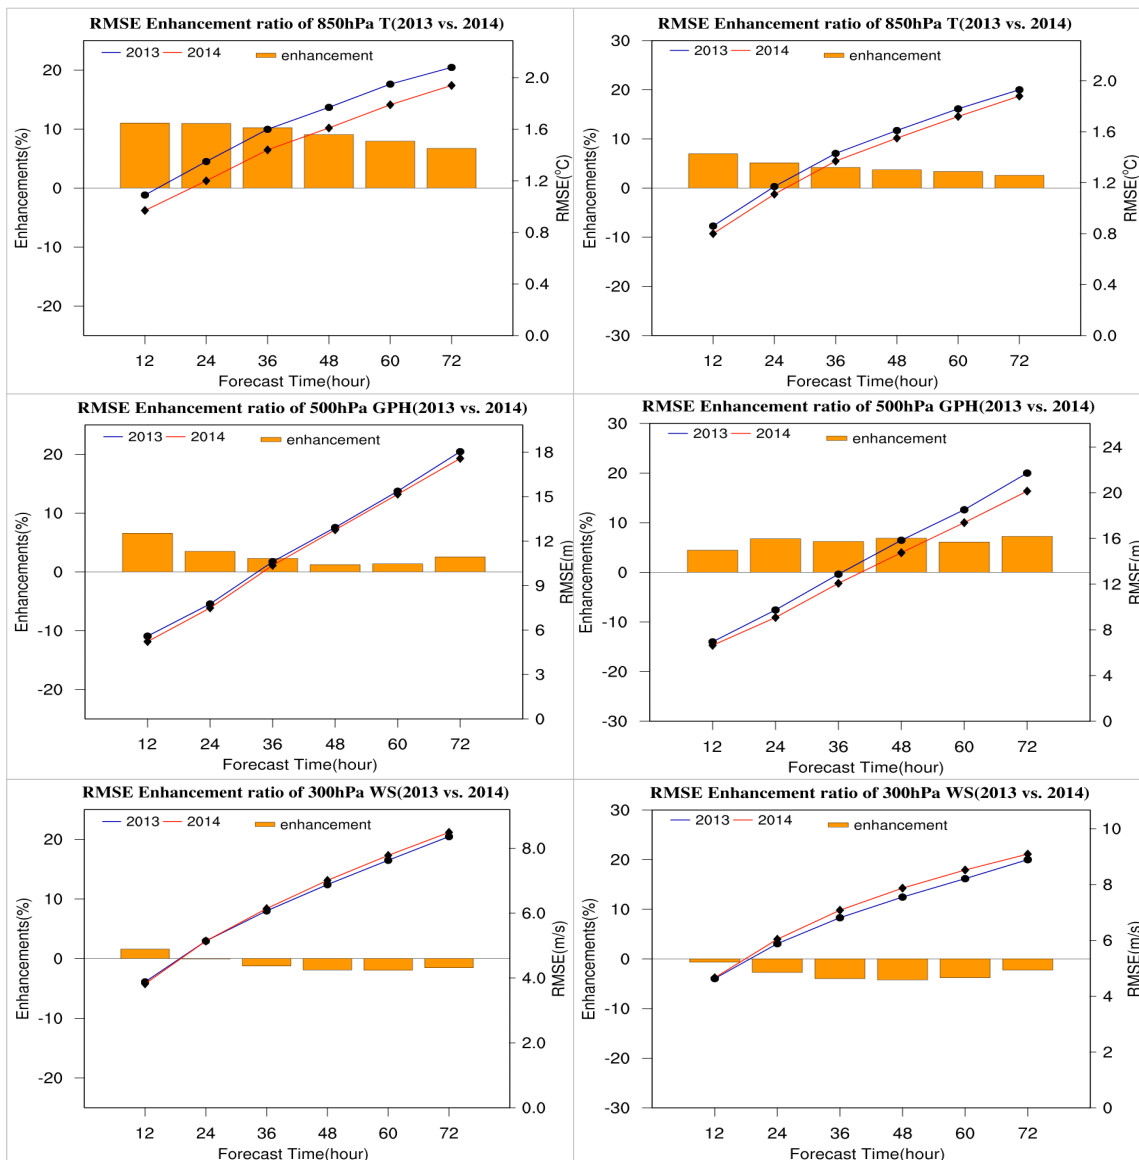 RMSE Enhancement ratio of 850hPa T(2013 vs. 2014)
2013 2014 enhancement
Enhancements(%)
20
10
0
-10
-20
2.0
1.6
1.2
0.8
0.4
0.0
RMSE(°C)
12 24 36 48 60 72
Forecast Time(hour)
RMSE Enhancement ratio of 850hPa T(2013 vs. 2014)
2013 2014 enhancement
Enhancements(%)
30
20
10
0
-10
-20
-30
2.0
1.6
1.2
0.8
0.4
0.0
RMSE(°C)
12 24 36 48 60 72
Forecast Time(hour)
RMSE Enhancement ratio of 500hPa GPH(2013 vs. 2014)
2013 2014 enhancement
Enhancements(%)
20
10
0
-10
-20
18
15
12
9
6
3
0
RMSE(m)
12 24 36 48 60 72
Forecast Time(hour)
RMSE Enhancement ratio of 500hPa GPH(2013 vs. 2014)
2013 2014 enhancement
Enhancements(%)
30
20
10
0
-10
-20
-30
24
20
16
12
8
4
0
RMSE(m)
12 24 36 48 60 72
Forecast Time(hour)
RMSE Enhancement ratio of 300hPa WS(2013 vs. 2014)
2013 2014 enhancement
Enhancements(%)
20
10
0
-10
-20
8.0
6.0
4.0
2.0
0.0
RMSE(m/s)
12 24 36 48 60 72
Forecast Time(hour)
RMSE Enhancement ratio of 300hPa WS(2013 vs. 2014)
2013 2014 enhancement
Enhancements(%)
30
20
10
0
-10
-20
-30
10
8
6
4
2
0
RMSE(m/s)
12 24 36 48 60 72
Forecast Time(hour)